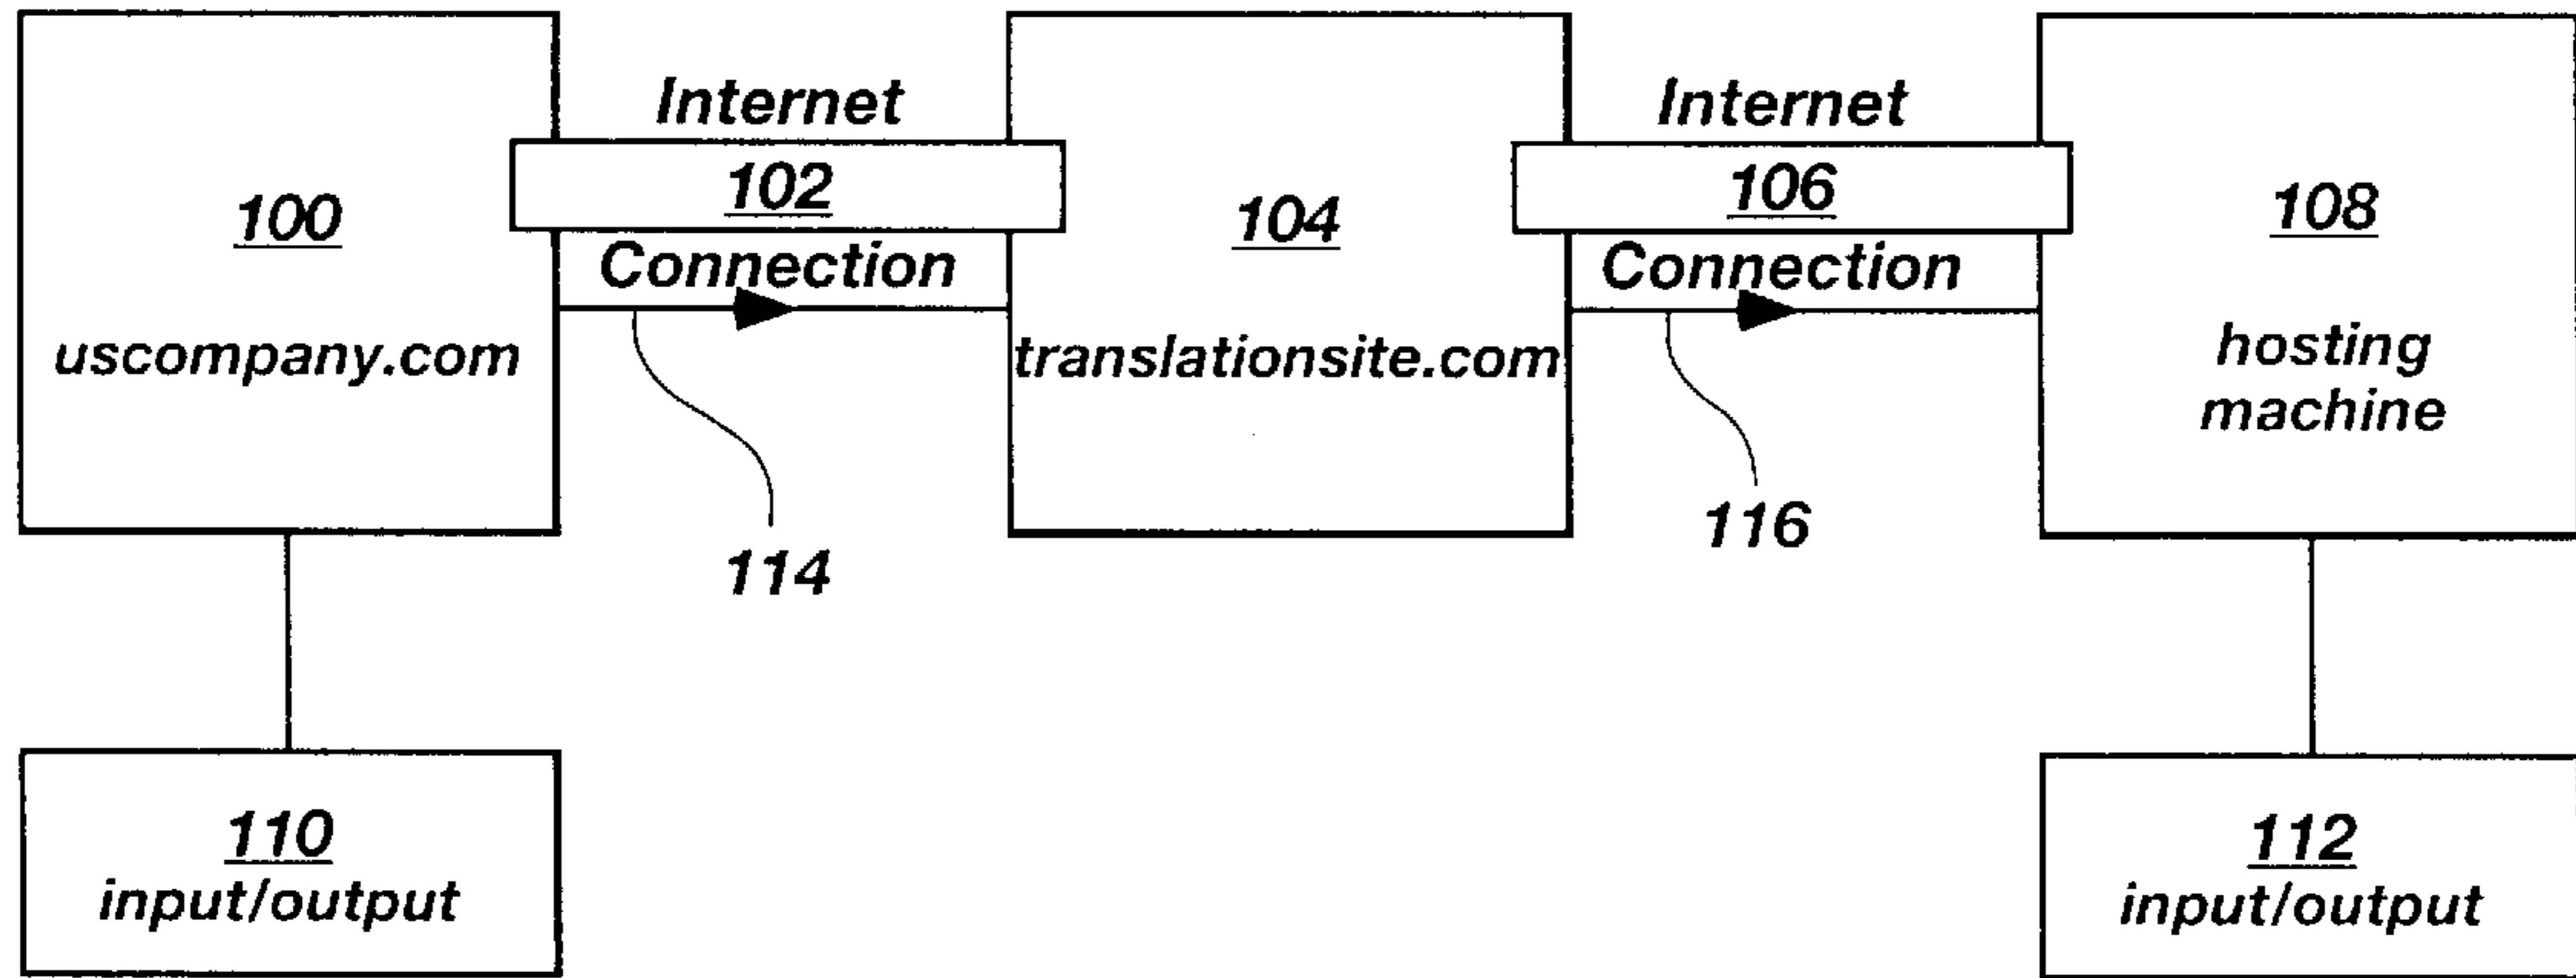 Internet
Internet
102
106
100
104
108
Connection
Connection
uscompany.com
translationsite.com
hosting
machine
114
116
110
input/output
112
input/output